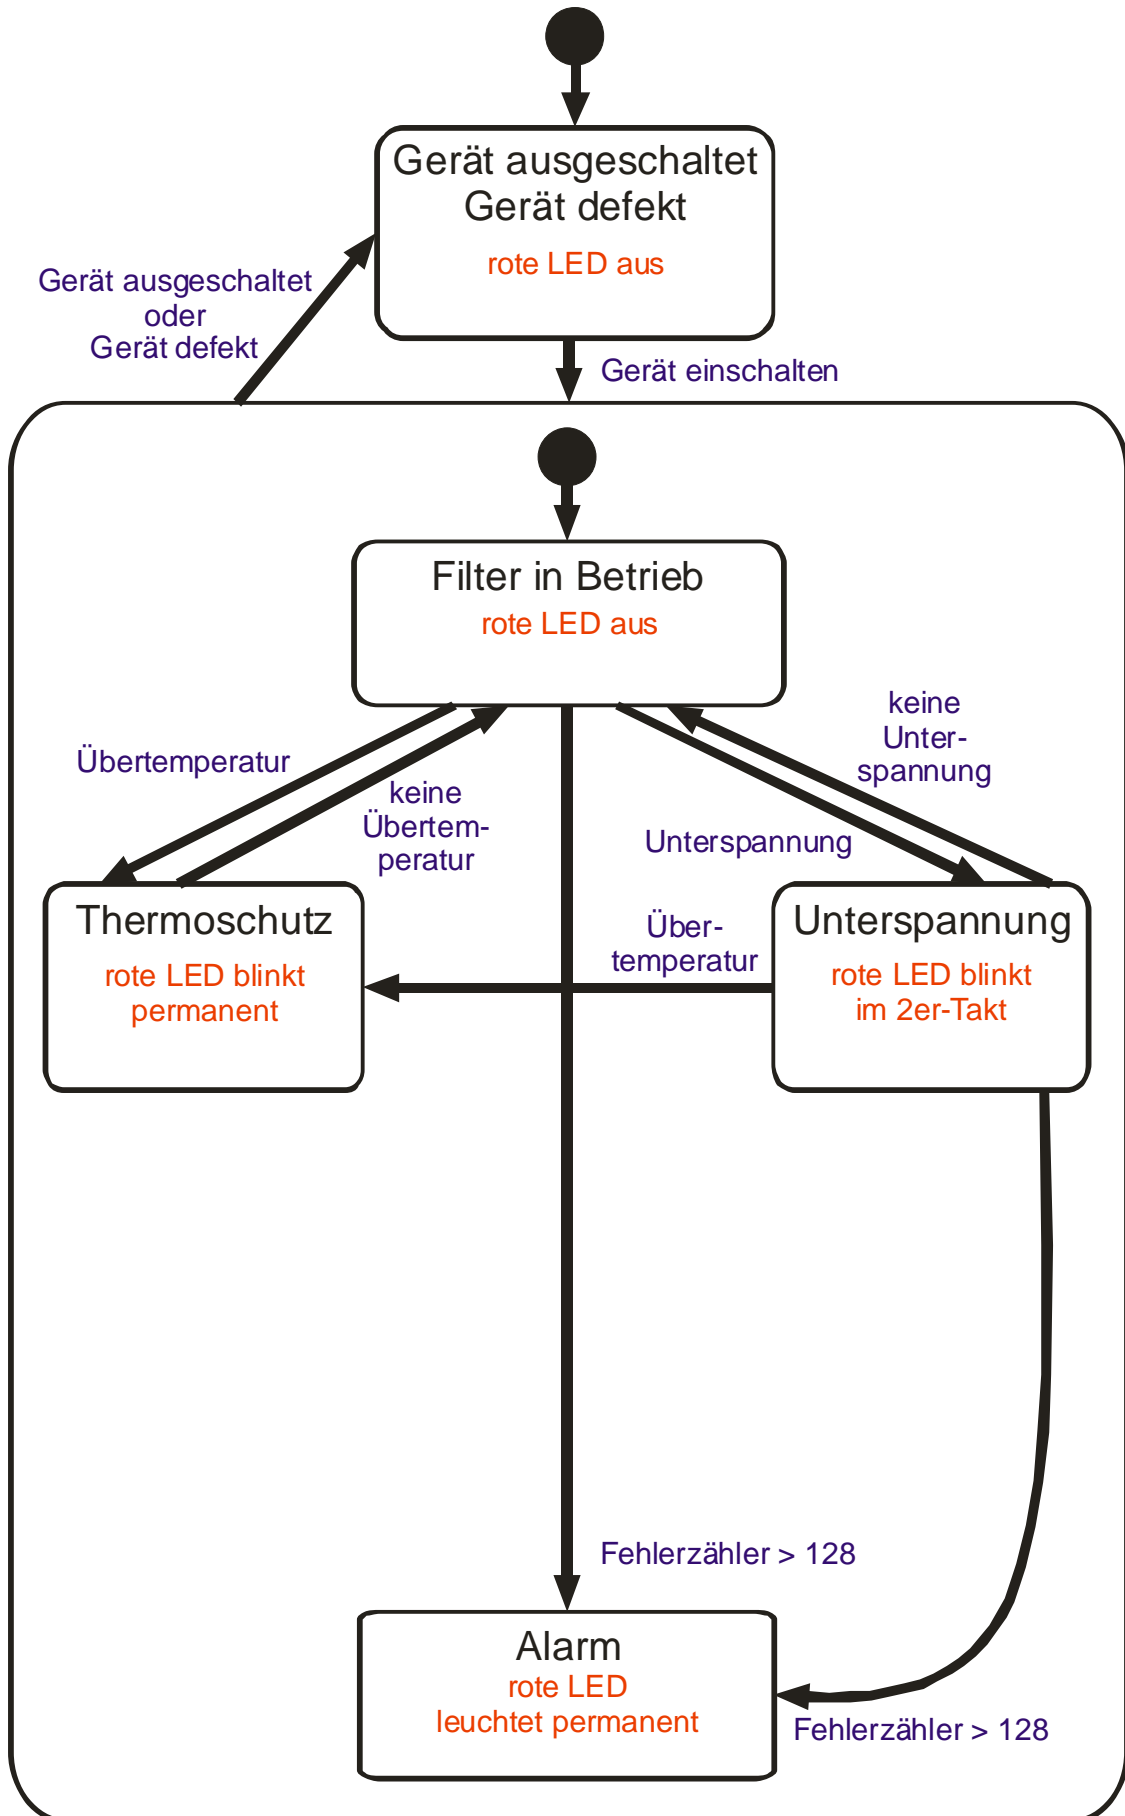 Gerät ausgeschaltet
Gerät defekt
rote LED aus
Gerät ausgeschaltet
oder
Gerät defekt
Gerät einschalten
Filter in Betrieb
rote LED aus
Übertemperatur
keine
Übertem-
peratur
keine
Unter-
spannung
Unterspannung
Thermoschutz
rote LED blinkt
permanent
Über-
temperatur
Unterspannung
rote LED blinkt
im 2er-Takt
Fehlerzähler > 128
Alarm
rote LED
leuchtet permanent
Fehlerzähler > 128